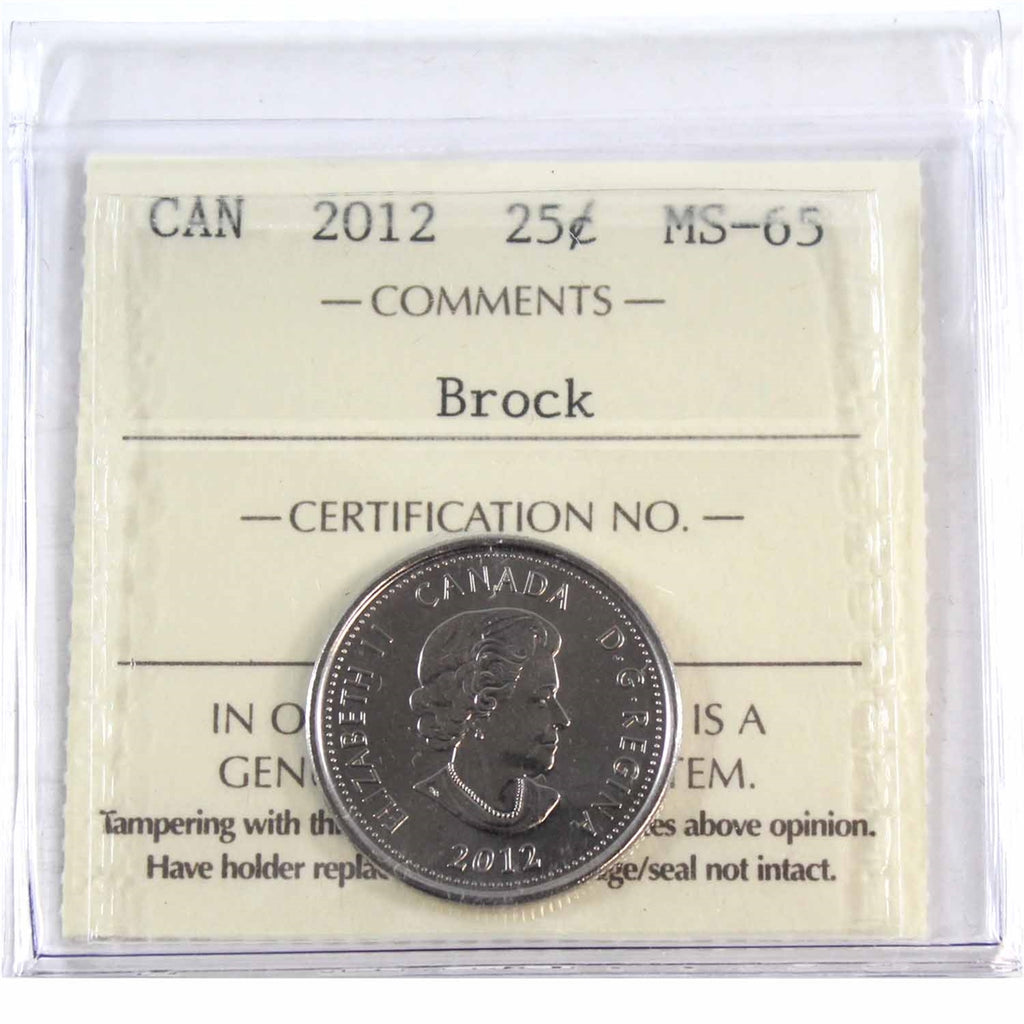 CAN 2012 25¢ MS-65
— COMMENTS —
Brock
— CERTIFICATION NO. —
CANADA
ELIZABETH II
D·G·REGINA
2012
IN O IS A
GEN TEM.
Tampering with th es above opinion.
Have holder repla ge/seal not intact.